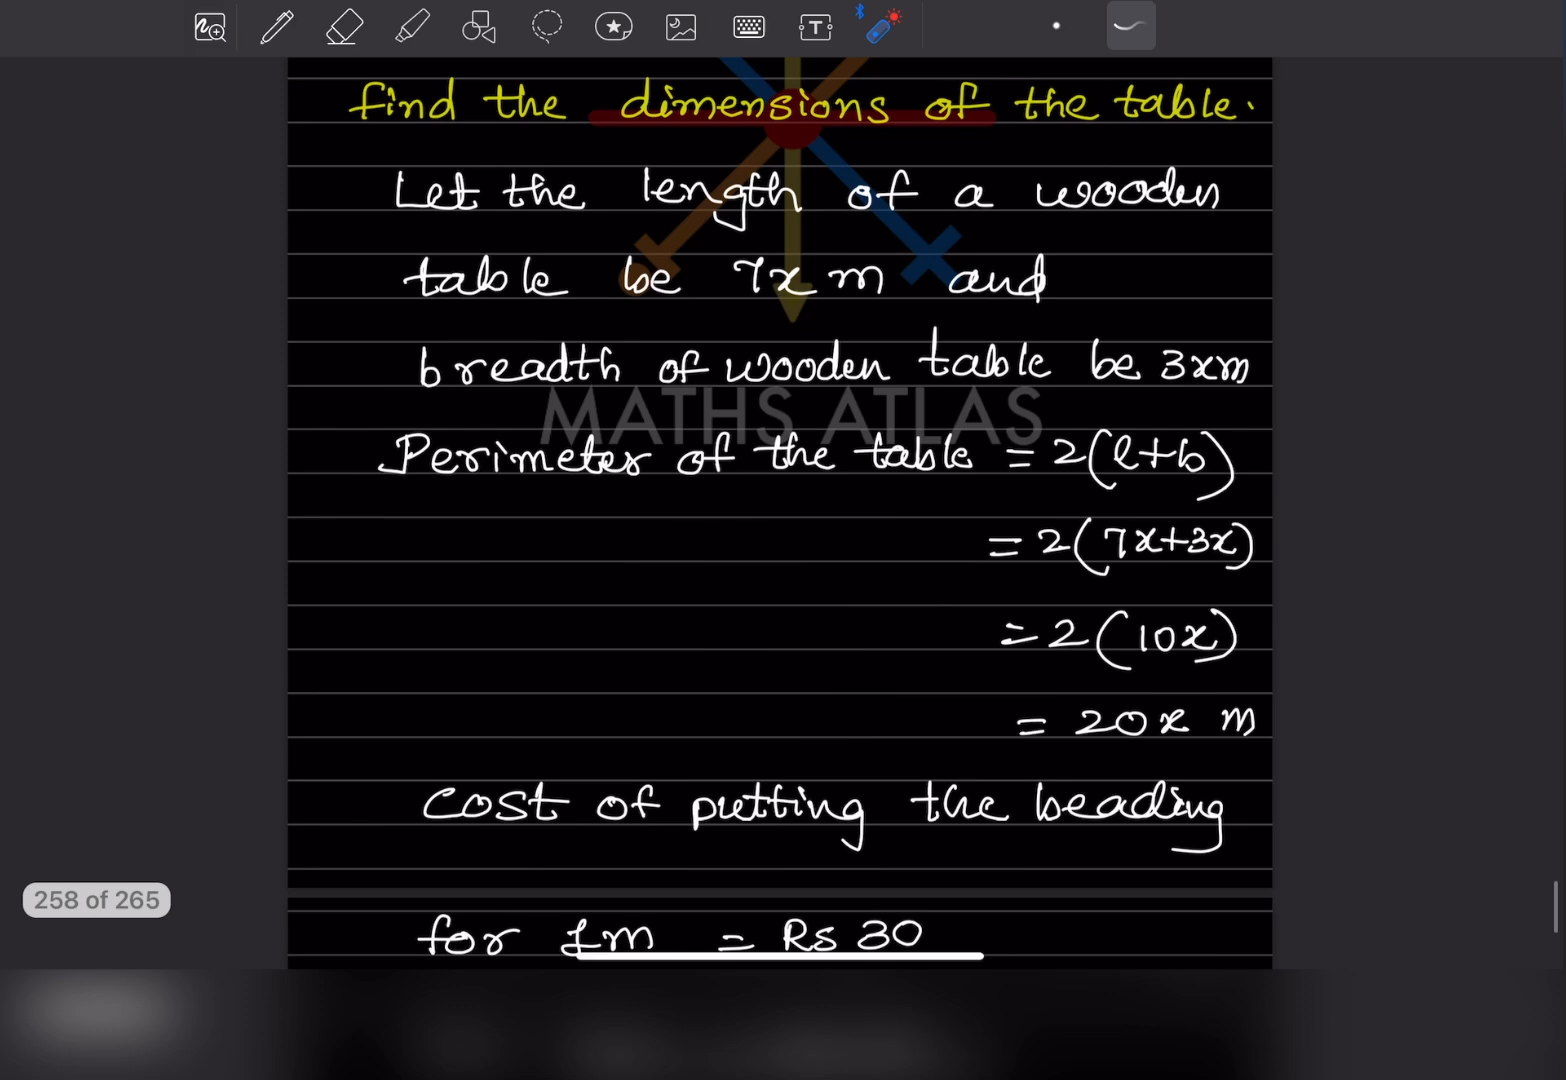 find the dimensions of the table.
Let the length of a wooden
table be 7x m and
breadth of wooden table be 3xm
MATHS ATLAS
Perimeter of the table = 2(l+b)
= 2(7x+3x)
= 2(10x)
= 20x m
cost of putting the beading
258 of 265
for 1m = Rs 30